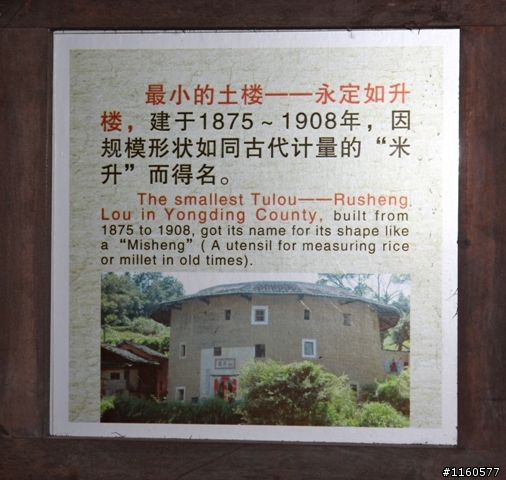 最小的土楼——永定如升
楼，建于1875～1908年，因
规模形状如同古代计量的“米
升”而得名。
The smallest Tulou——Rusheng
Lou in Yongding County, built from
1875 to 1908, got its name for its shape like
a “Misheng” ( A utensil for measuring rice
or millet in old times).
#1160577